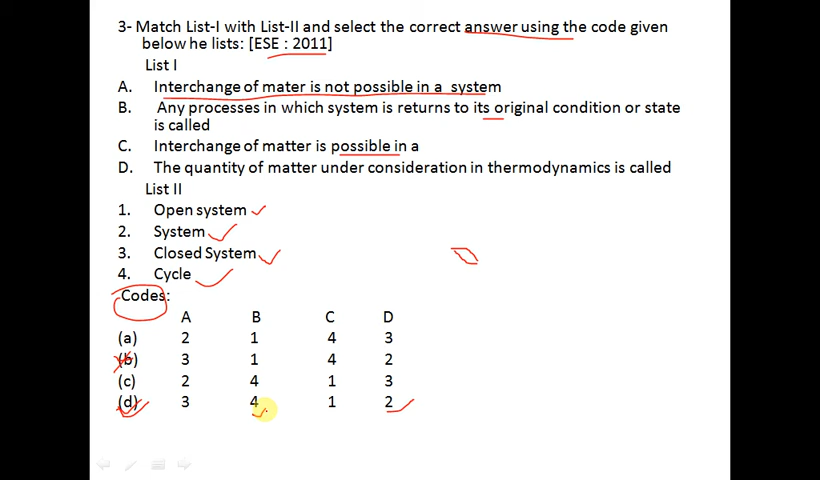 3- Match List-I with List-II and select the correct answer using the code given
below he lists: [ESE : 2011]
List I
A. Interchange of mater is not possible in a system
B. Any processes in which system is returns to its original condition or state
is called
C. Interchange of matter is possible in a
D. The quantity of matter under consideration in thermodynamics is called
List II
1. Open system
2. System
3. Closed System
4. Cycle
Codes:
A B C D
(a) 2 1 4 3
(b) 3 1 4 2
(c) 2 4 1 3
(d) 3 4 1 2